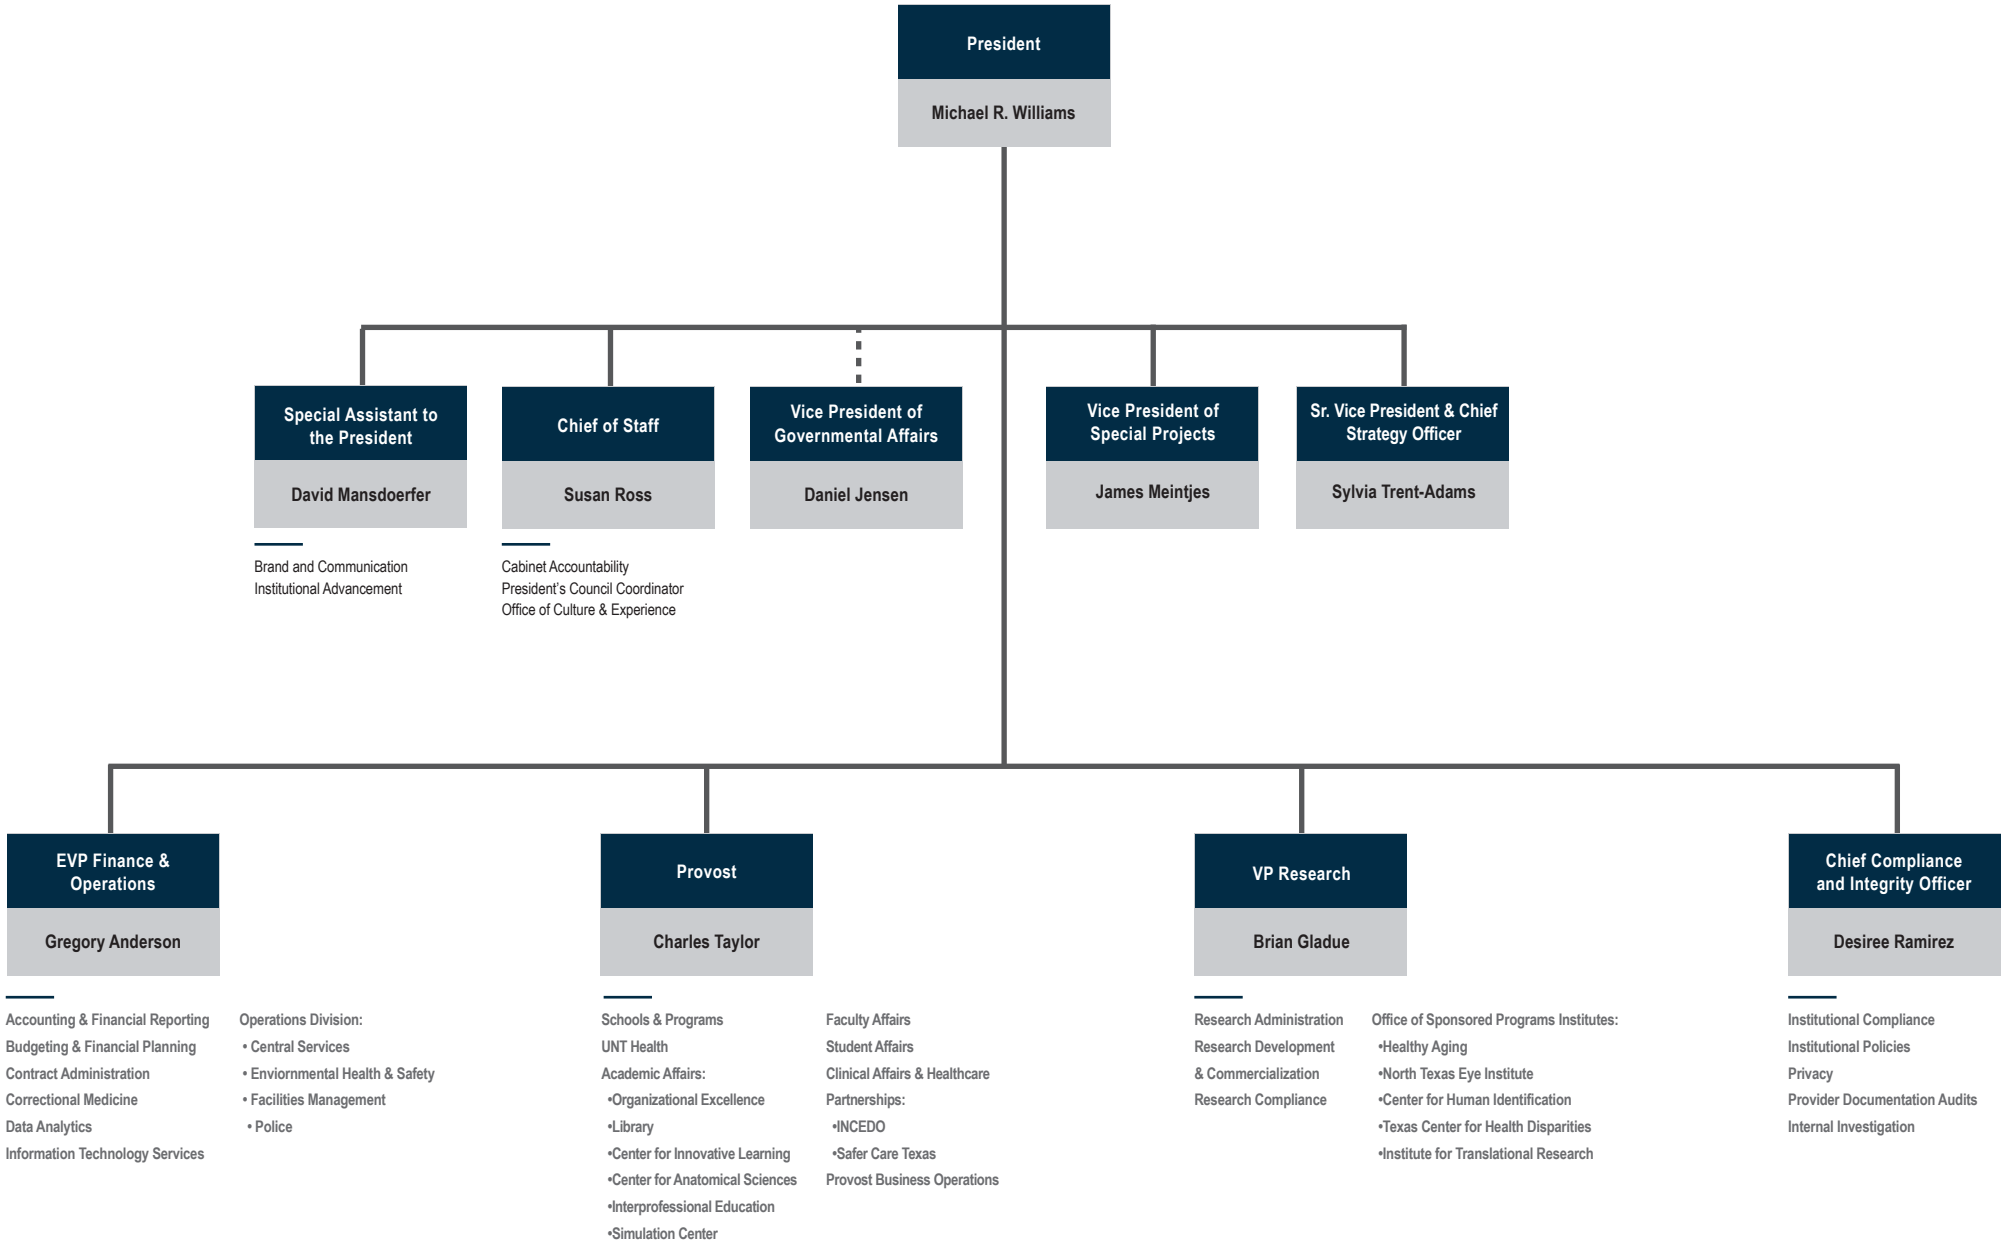 President
Michael R. Williams
Special Assistant to
the President
David Mansdoerfer
Brand and Communication
Institutional Advancement
Chief of Staff
Susan Ross
Cabinet Accountability
President’s Council Coordinator
Office of Culture & Experience
Vice President of
Governmental Affairs
Daniel Jensen
Vice President of
Special Projects
James Meintjes
Sr. Vice President & Chief
Strategy Officer
Sylvia Trent-Adams
EVP Finance &
Operations
Gregory Anderson
Accounting & Financial Reporting
Budgeting & Financial Planning
Contract Administration
Correctional Medicine
Data Analytics
Information Technology Services
Operations Division:
• Central Services
• Enviornmental Health & Safety
• Facilities Management
• Police
Provost
Charles Taylor
Schools & Programs
UNT Health
Academic Affairs:
•Organizational Excellence
•Library
•Center for Innovative Learning
•Center for Anatomical Sciences
•Interprofessional Education
•Simulation Center
Faculty Affairs
Student Affairs
Clinical Affairs & Healthcare
Partnerships:
•INCEDO
•Safer Care Texas
Provost Business Operations
VP Research
Brian Gladue
Research Administration
Research Development
& Commercialization
Research Compliance
Office of Sponsored Programs Institutes:
•Healthy Aging
•North Texas Eye Institute
•Center for Human Identification
•Texas Center for Health Disparities
•Institute for Translational Research
Chief Compliance
and Integrity Officer
Desiree Ramirez
Institutional Compliance
Institutional Policies
Privacy
Provider Documentation Audits
Internal Investigation